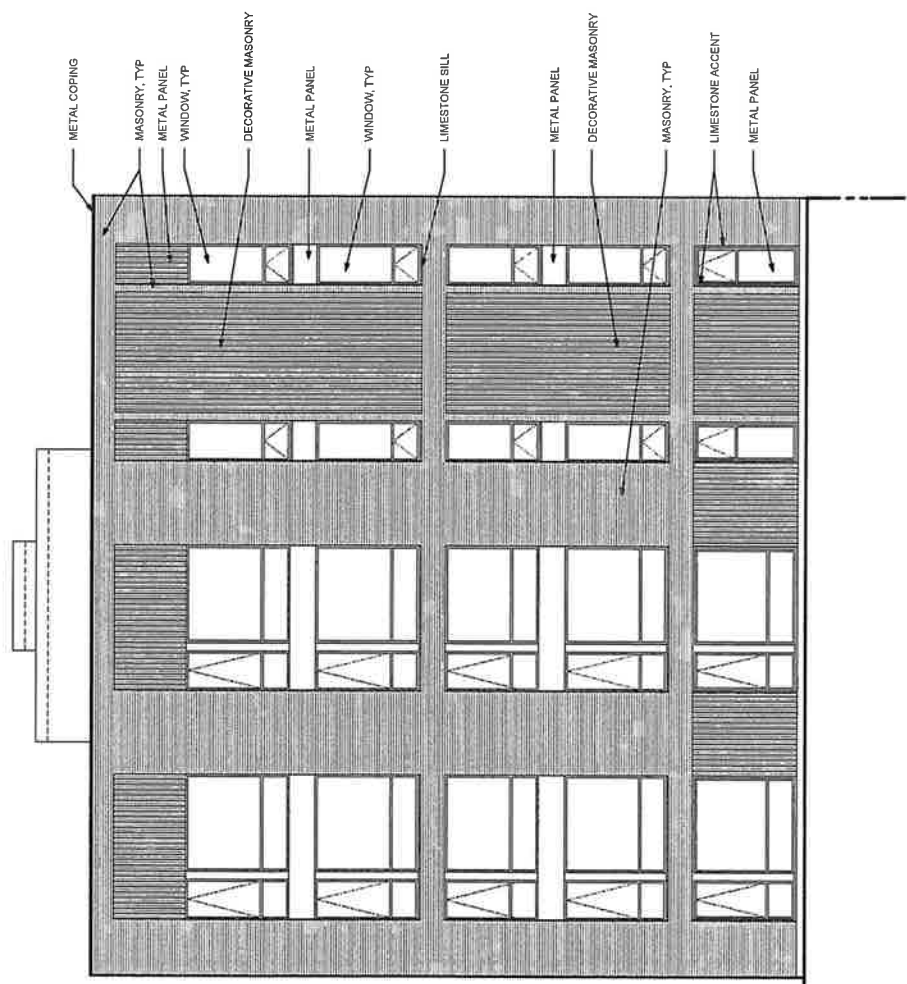 METAL COPING
MASONRY, TYP
METAL PANEL
WINDOW, TYP
DECORATIVE MASONRY
METAL PANEL
WINDOW, TYP
LIMESTONE SILL
METAL PANEL
DECORATIVE MASONRY
MASONRY, TYP
LIMESTONE ACCENT
METAL PANEL